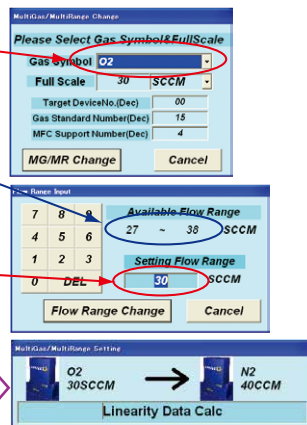 MultiGas/MultiRange Change
Please Select Gas Symbol&FullScale
Gas Symbol O2
Full Scale 30 SCCM
Target DeviceNo.(Dec) 00
Gas Standard Number(Dec) 15
MFC Support Number(Dec) 4
MG/MR Change Cancel
Flow Range Input
7 8 9 Available Flow Range
27 ~ 38 SCCM
4 5 6
1 2 3 Setting Flow Range
0 DEL 30 SCCM
Flow Range Change Cancel
MultiGas/MultiRange Setting
O2 N2
30SCCM 40CCM
Linearity Data Calc